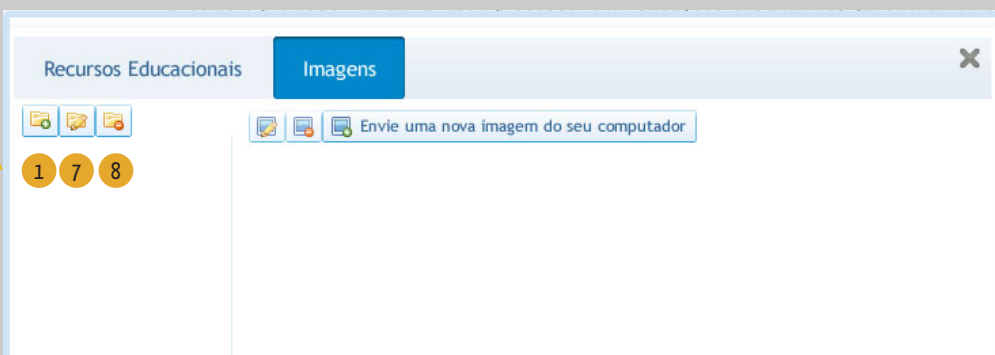 Recursos Educacionais Imagens
Envie uma nova imagem do seu computador
1 7 8